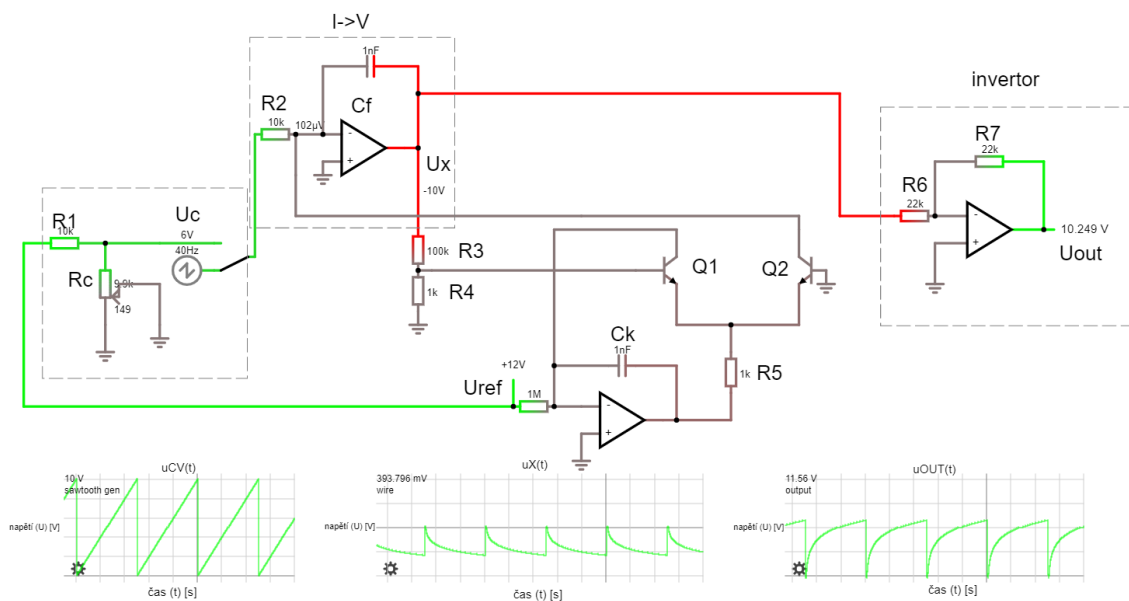 I->V
1nF
invertor
R2
10k
102µV
Cf
-
+
Ux
-10V
R7
22k
R6
22k
-
+
10.249 V
Uout
R1
10k
Uc
6V
40Hz
Rc
9.9k
149
R3
100k
R4
1k
Q1
Q2
Ck
1nF
+12V
Uref
1M
-
+
1k
R5
uCV(t)
10 V
sawtooth gen
napětí (U) [V]
čas (t) [s]
uX(t)
393.796 mV
wire
napětí (U) [V]
čas (t) [s]
uOUT(t)
11.56 V
output
napětí (U) [V]
čas (t) [s]